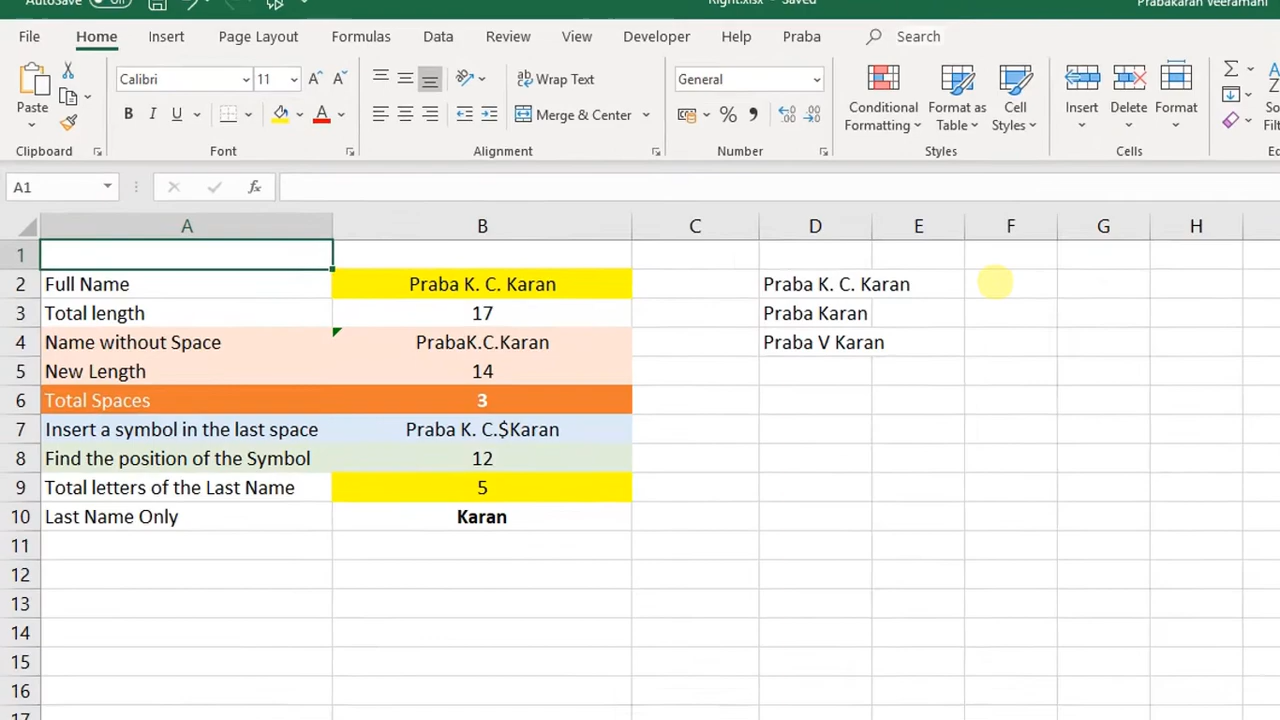 AutoSave Off Right.xlsx - Saved Prabakaran Veeramani
File Home Insert Page Layout Formulas Data Review View Developer Help Praba Search
Paste Calibri 11 Wrap Text General Conditional Formatting Format as Table Cell Styles Insert Delete Format
B I U A Merge & Center % 9
Clipboard Font Alignment Number Styles Cells
A1 fx
A B C D E F G H
1
2 Full Name Praba K. C. Karan Praba K. C. Karan
3 Total length 17 Praba Karan
4 Name without Space PrabaK.C.Karan Praba V Karan
5 New Length 14
6 Total Spaces 3
7 Insert a symbol in the last space Praba K. C.$Karan
8 Find the position of the Symbol 12
9 Total letters of the Last Name 5
10 Last Name Only Karan
11
12
13
14
15
16
17